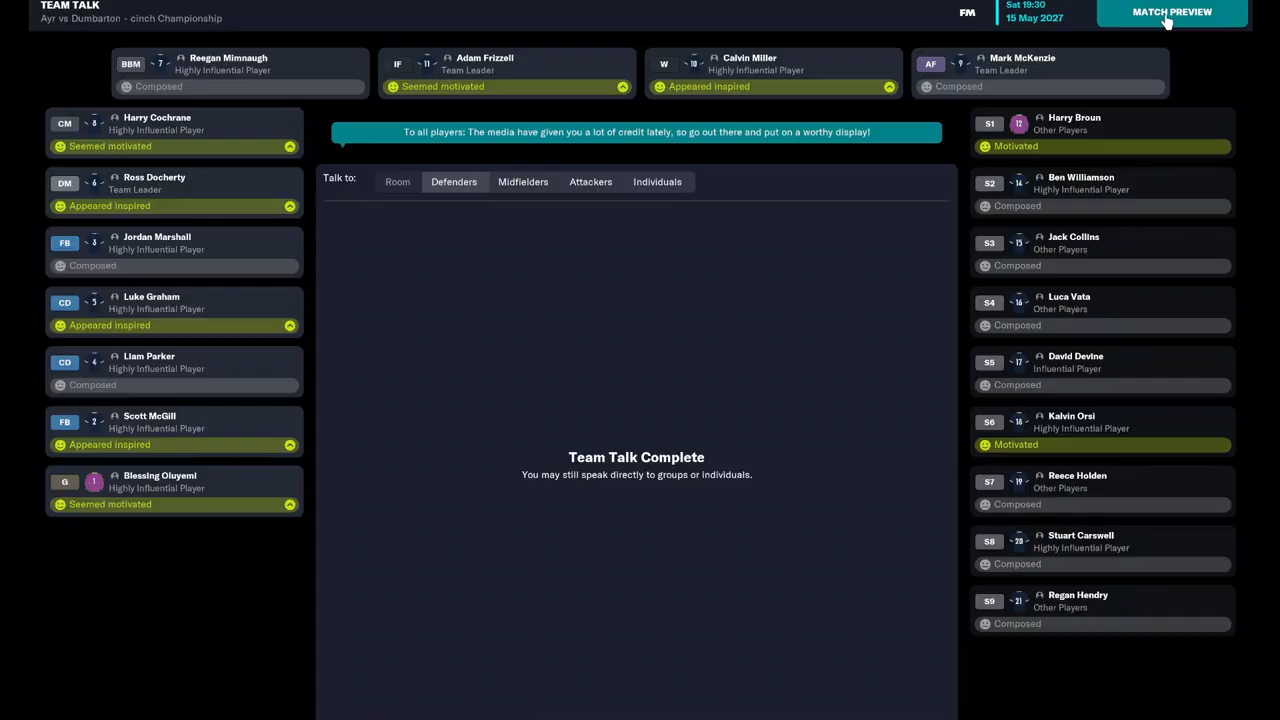 TEAM TALK
Ayr vs Dumbarton - cinch Championship
FM
Sat 19:30
15 May 2027
MATCH PREVIEW
BBM 7 Reegan Mimnaugh
Highly Influential Player
Composed
IF 11 Adam Frizzell
Team Leader
Seemed motivated
W 10 Calvin Miller
Highly Influential Player
Appeared inspired
AF 9 Mark McKenzie
Team Leader
Composed
CM 8 Harry Cochrane
Highly Influential Player
Seemed motivated
DM 6 Ross Docherty
Team Leader
Appeared inspired
FB 3 Jordan Marshall
Highly Influential Player
Composed
CD 5 Luke Graham
Highly Influential Player
Appeared inspired
CD 4 Liam Parker
Highly Influential Player
Composed
FB 2 Scott McGill
Highly Influential Player
Appeared inspired
G 1 Blessing Oluyemi
Highly Influential Player
Seemed motivated
To all players: The media have given you a lot of credit lately, so go out there and put on a worthy display!
Talk to: Room Defenders Midfielders Attackers Individuals
Team Talk Complete
You may still speak directly to groups or individuals.
S1 12 Harry Broun
Other Players
Motivated
S2 14 Ben Williamson
Highly Influential Player
Composed
S3 15 Jack Collins
Other Players
Composed
S4 16 Luca Vata
Other Players
Composed
S5 17 David Devine
Influential Player
Composed
S6 18 Kalvin Orsi
Highly Influential Player
Motivated
S7 19 Reece Holden
Other Players
Composed
S8 20 Stuart Carswell
Highly Influential Player
Composed
S9 21 Regan Hendry
Other Players
Composed